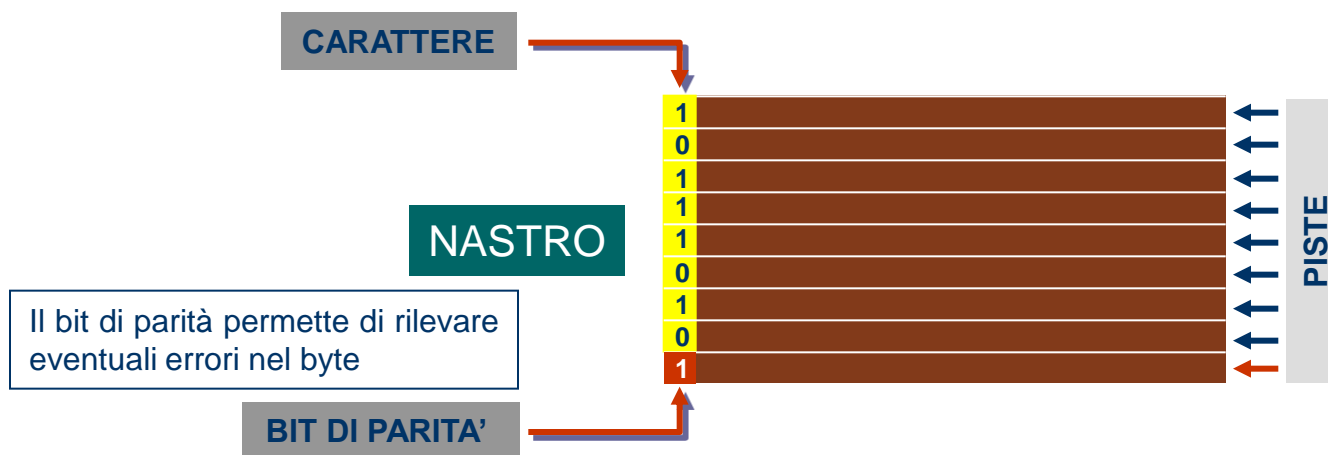 CARATTERE
1
0
1
1
1
0
1
0
1
PISTE
NASTRO
Il bit di parità permette di rilevare
eventuali errori nel byte
BIT DI PARITA’